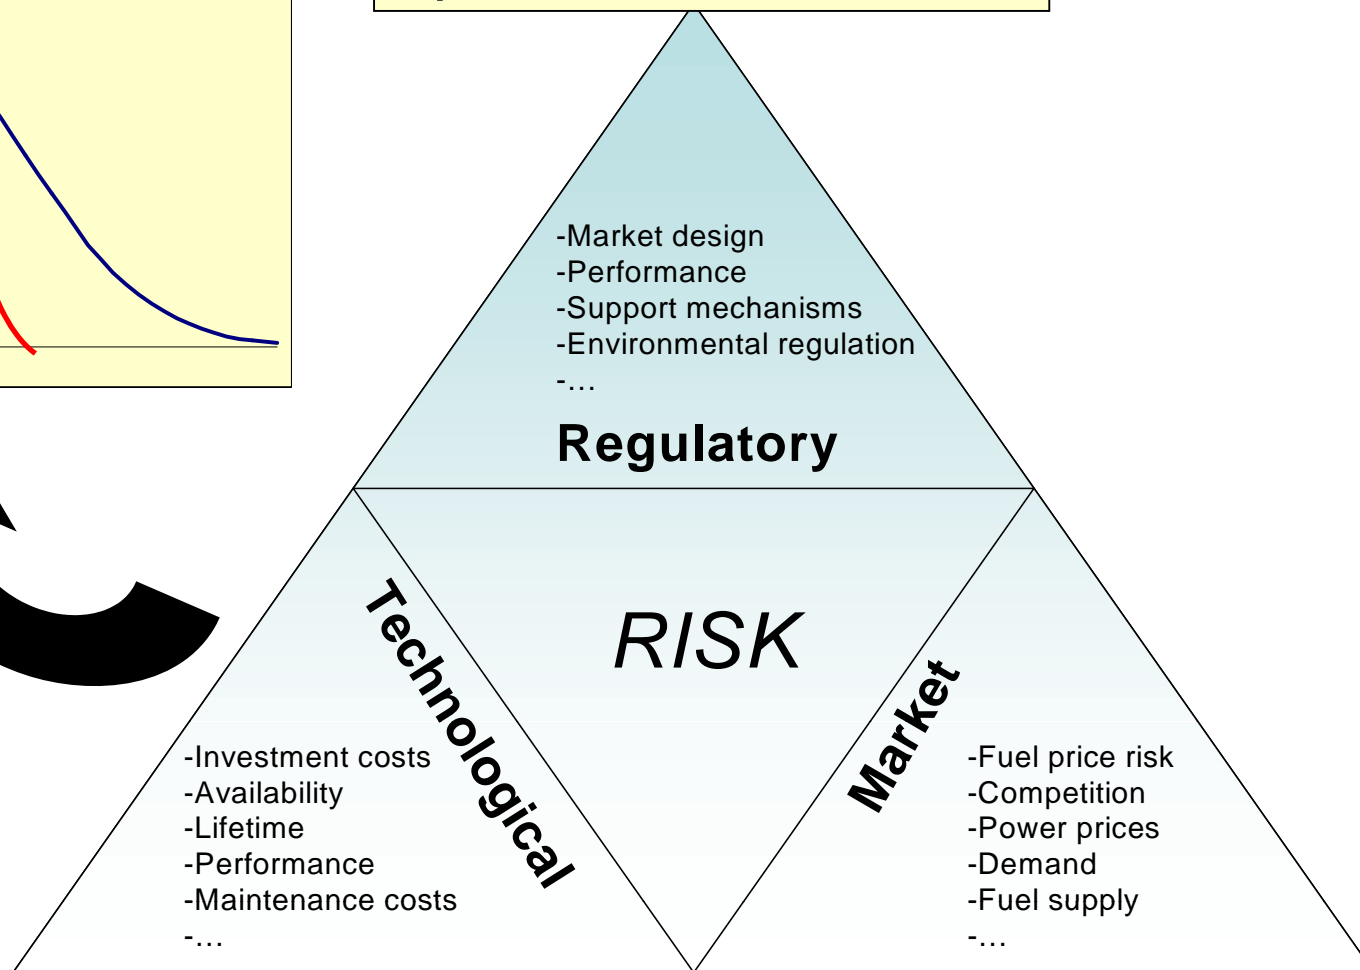 -Market design
-Performance
-Support mechanisms
-Environmental regulation
-...
Regulatory
RISK
Technological
-Investment costs
-Availability
-Lifetime
-Performance
-Maintenance costs
-...
Market
-Fuel price risk
-Competition
-Power prices
-Demand
-Fuel supply
-...